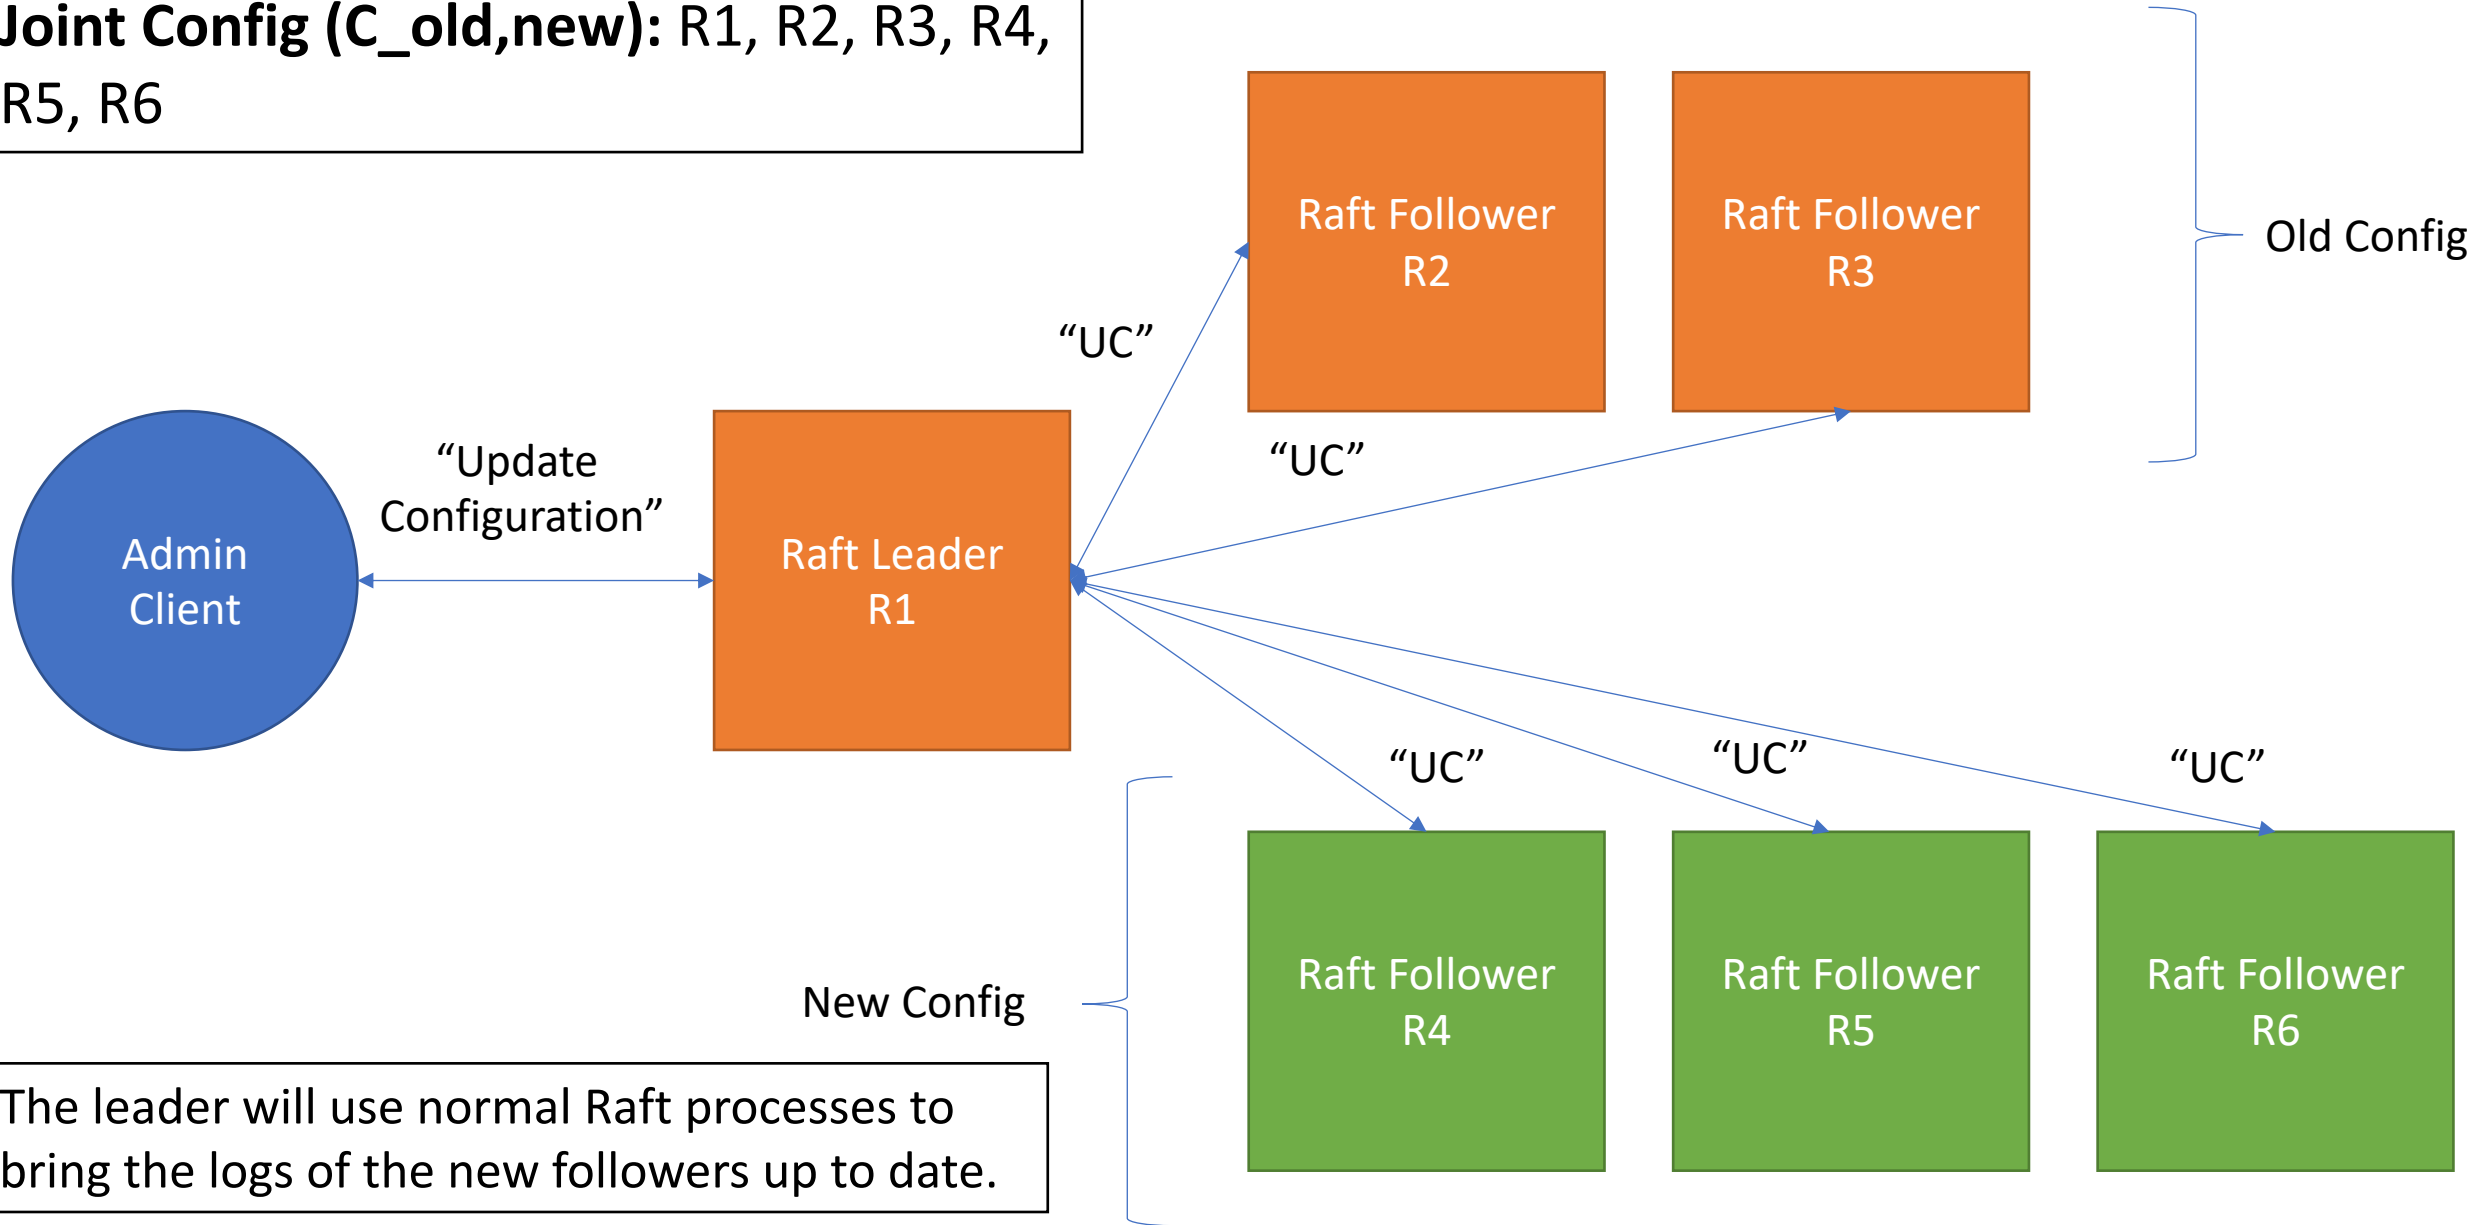 Joint Config (C_old,new): R1, R2, R3, R4,
R5, R6
Raft Follower
R2
Raft Follower
R3
Old Config
“UC”
“UC”
“Update
Configuration”
Admin
Client
Raft Leader
R1
“UC”
“UC”
“UC”
New Config
Raft Follower
R4
Raft Follower
R5
Raft Follower
R6
The leader will use normal Raft processes to
bring the logs of the new followers up to date.